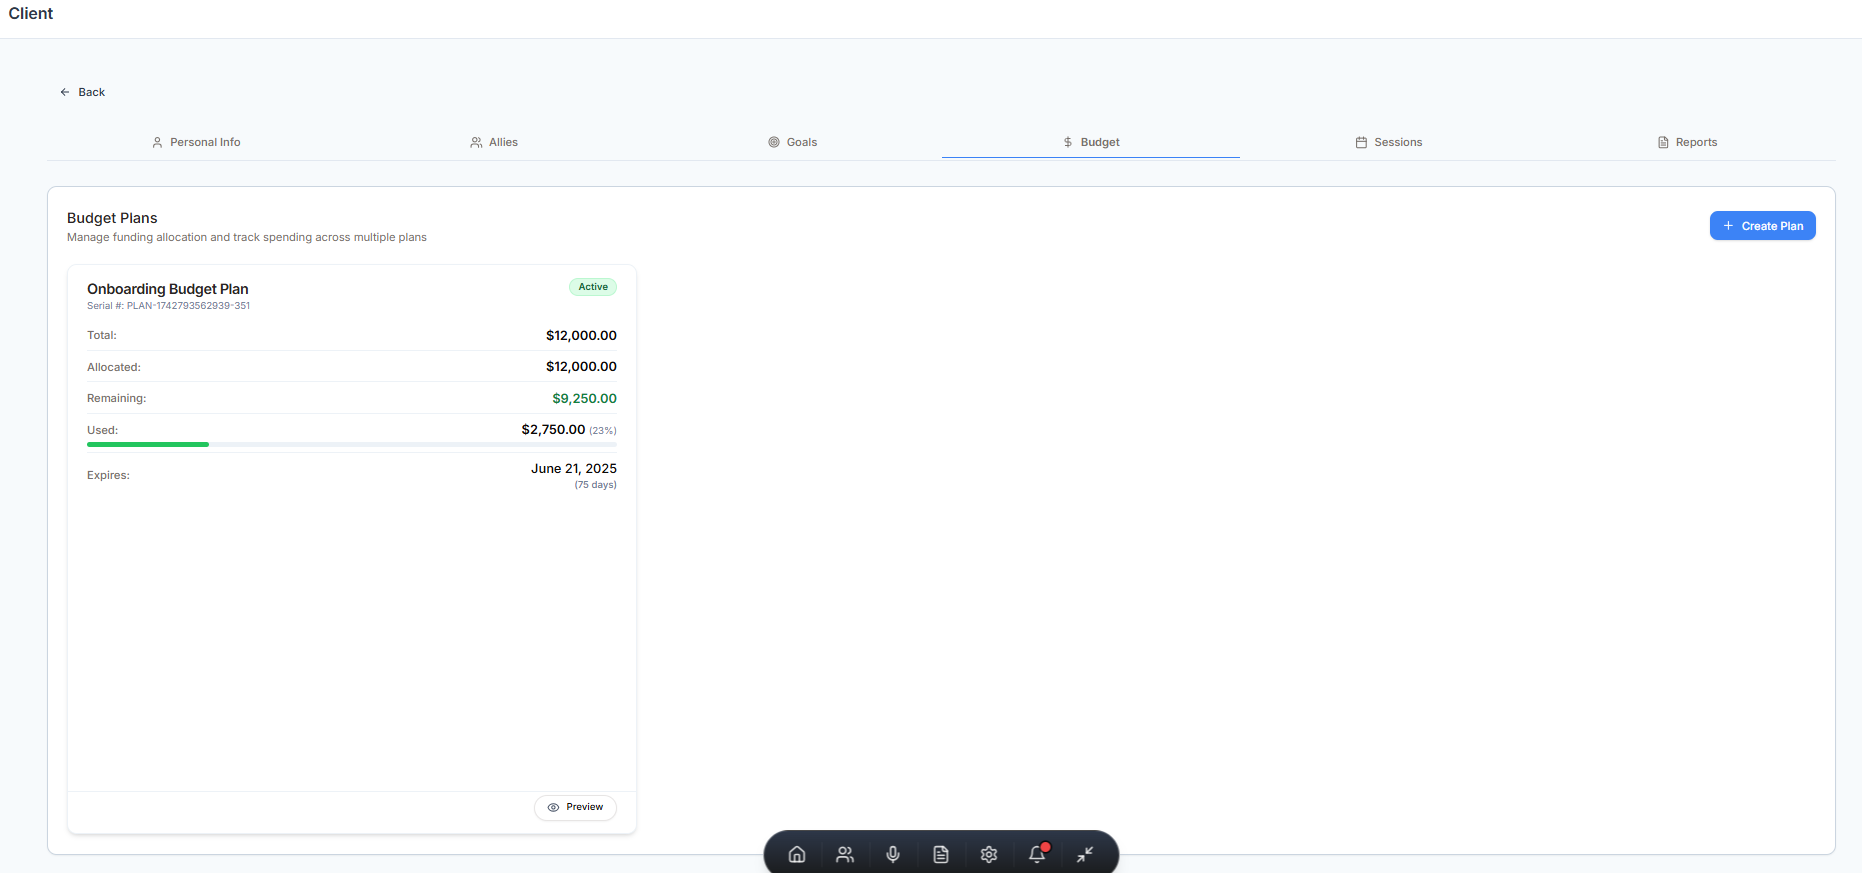 Client
Back
Personal Info
Allies
Goals
Budget
Sessions
Reports
Budget Plans
Manage funding allocation and track spending across multiple plans
Create Plan
Onboarding Budget Plan
Active
Serial #: PLAN-1742793562939-351
Total: $12,000.00
Allocated: $12,000.00
Remaining: $9,250.00
Used: $2,750.00 (23%)
Expires: June 21, 2025
(75 days)
Preview